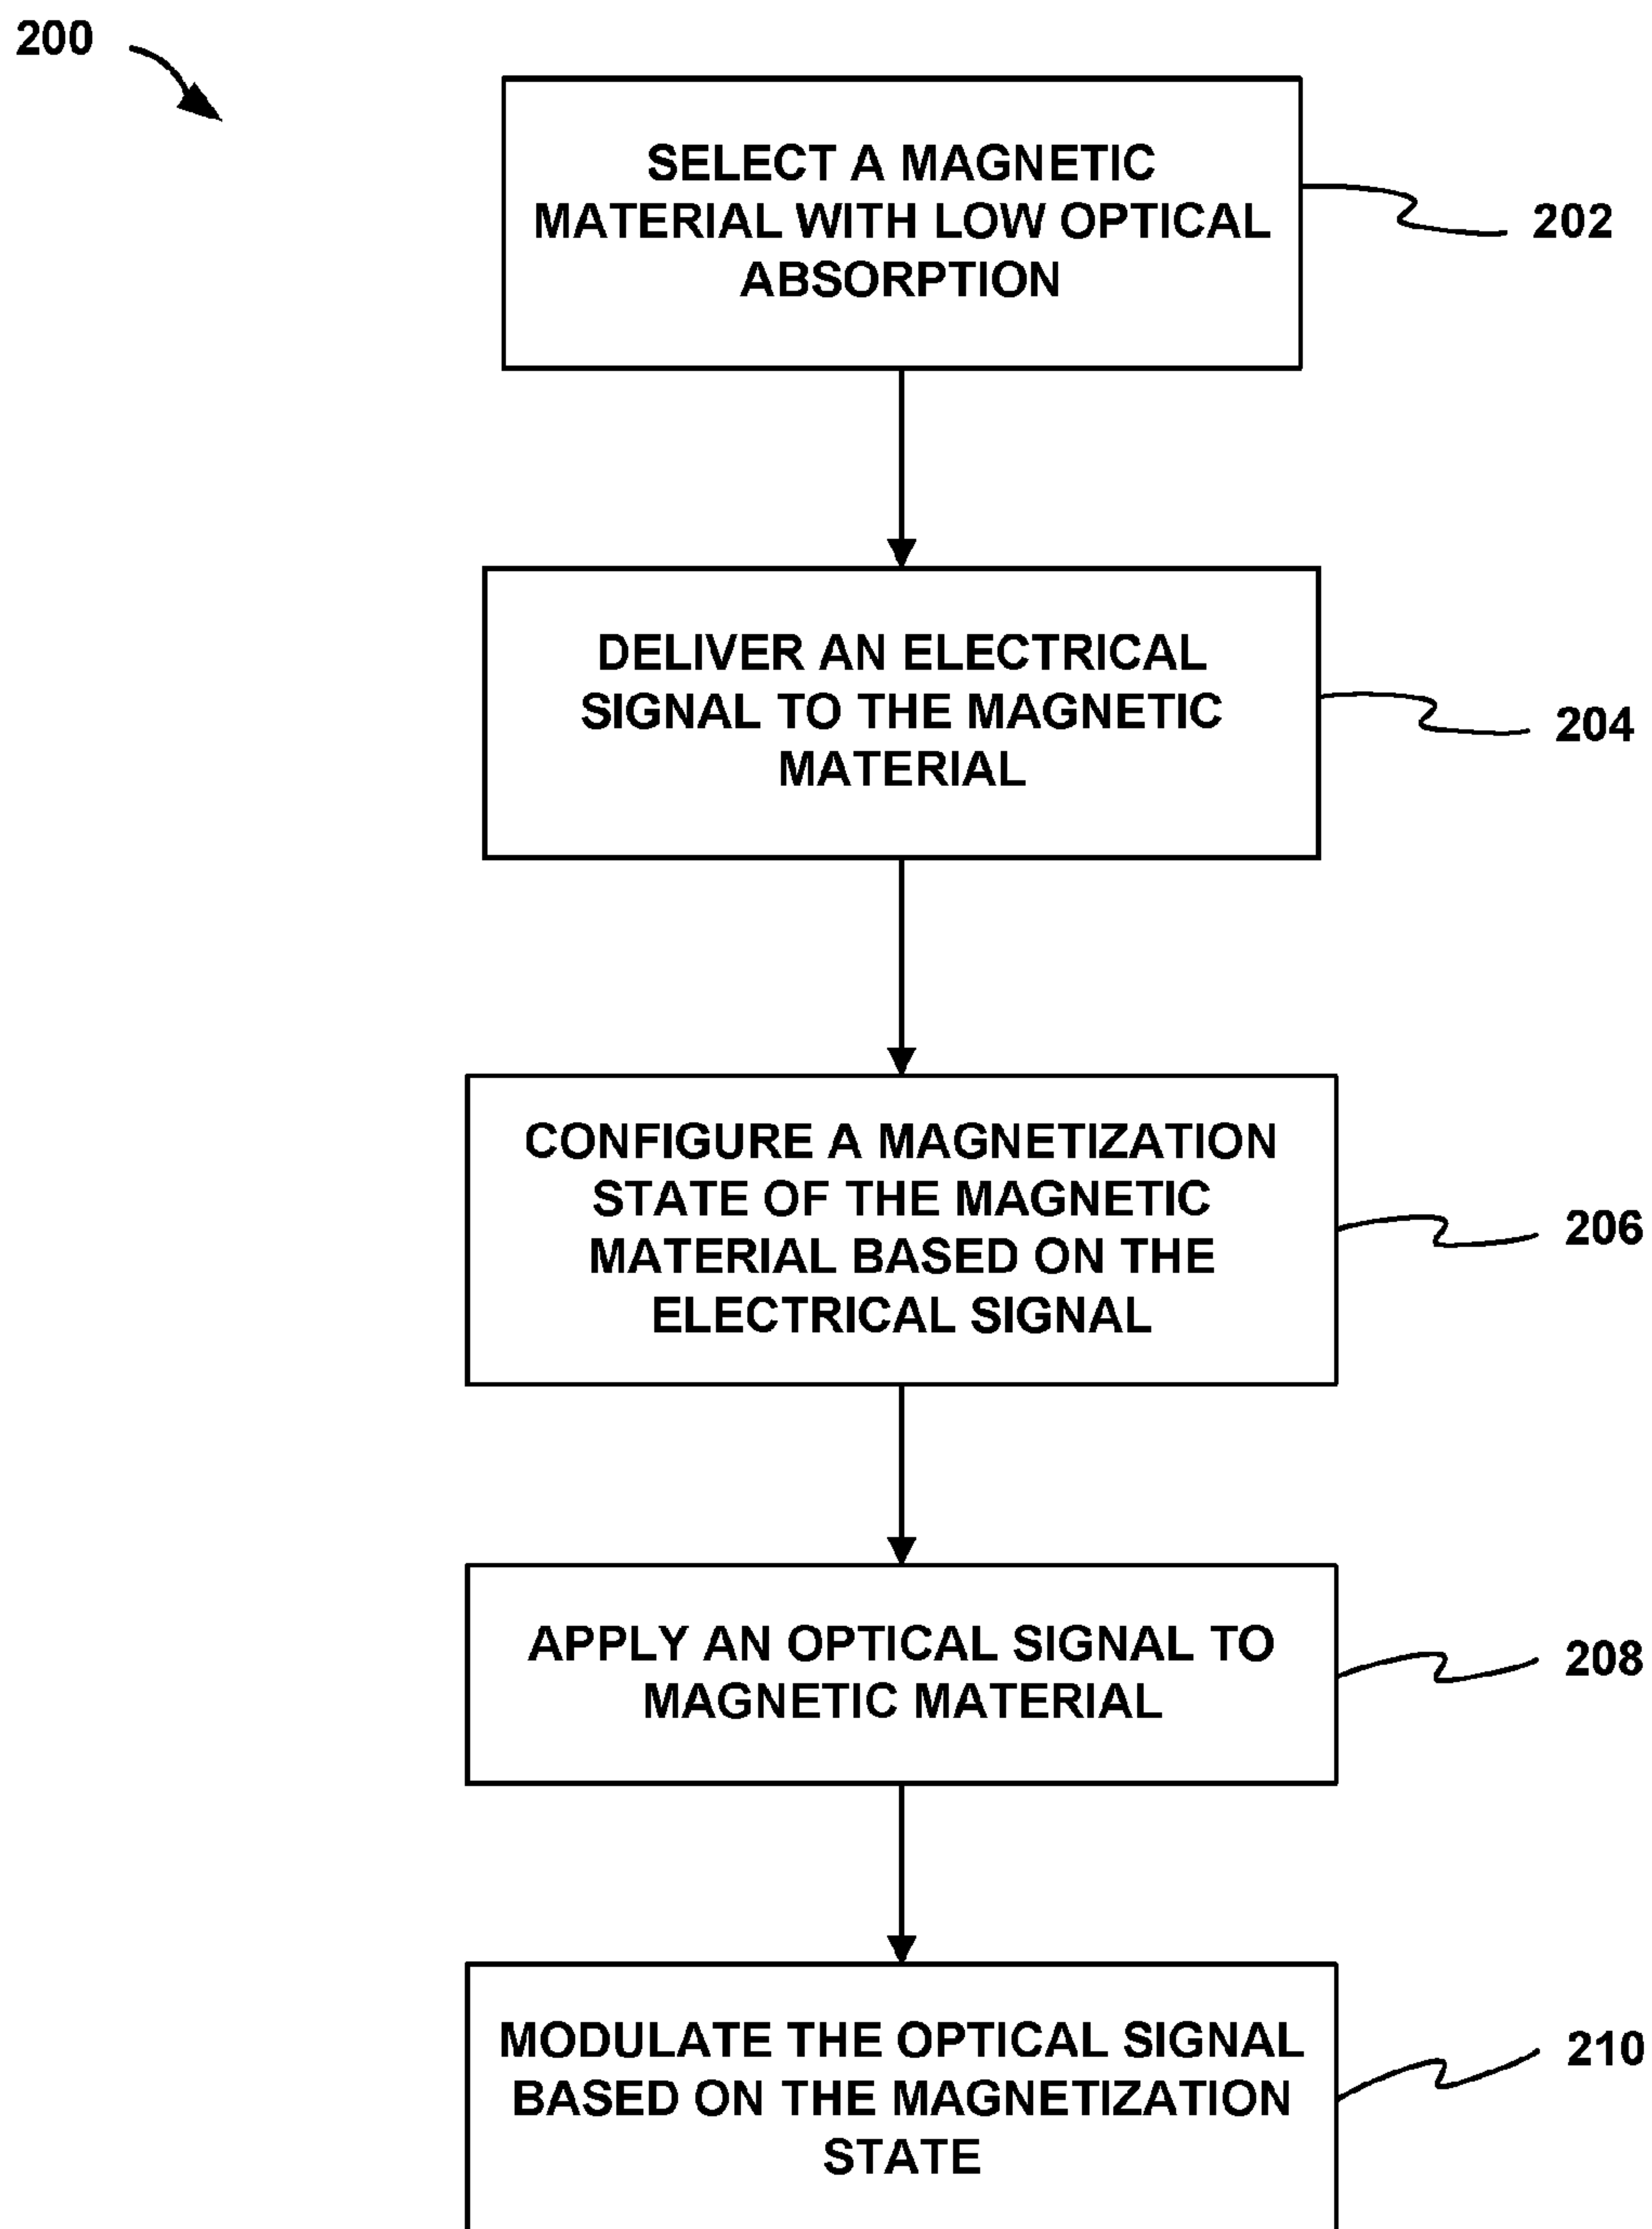 200
SELECT A MAGNETIC
MATERIAL WITH LOW OPTICAL
ABSORPTION
202
DELIVER AN ELECTRICAL
SIGNAL TO THE MAGNETIC
MATERIAL
204
CONFIGURE A MAGNETIZATION
STATE OF THE MAGNETIC
MATERIAL BASED ON THE
ELECTRICAL SIGNAL
206
APPLY AN OPTICAL SIGNAL TO
MAGNETIC MATERIAL
208
MODULATE THE OPTICAL SIGNAL
BASED ON THE MAGNETIZATION
STATE
210